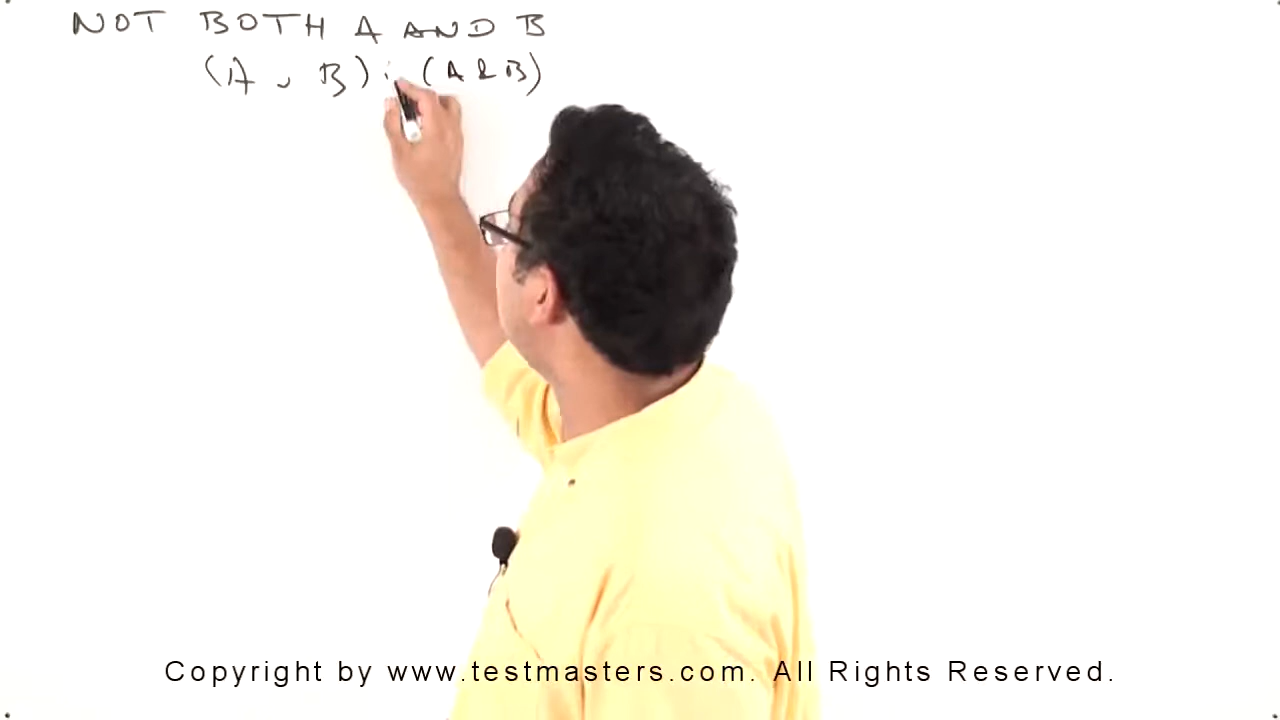 NOT BOTH A AND B
(A , B) : (A & B)
Copyright by www.testmasters.com. All Rights Reserved.